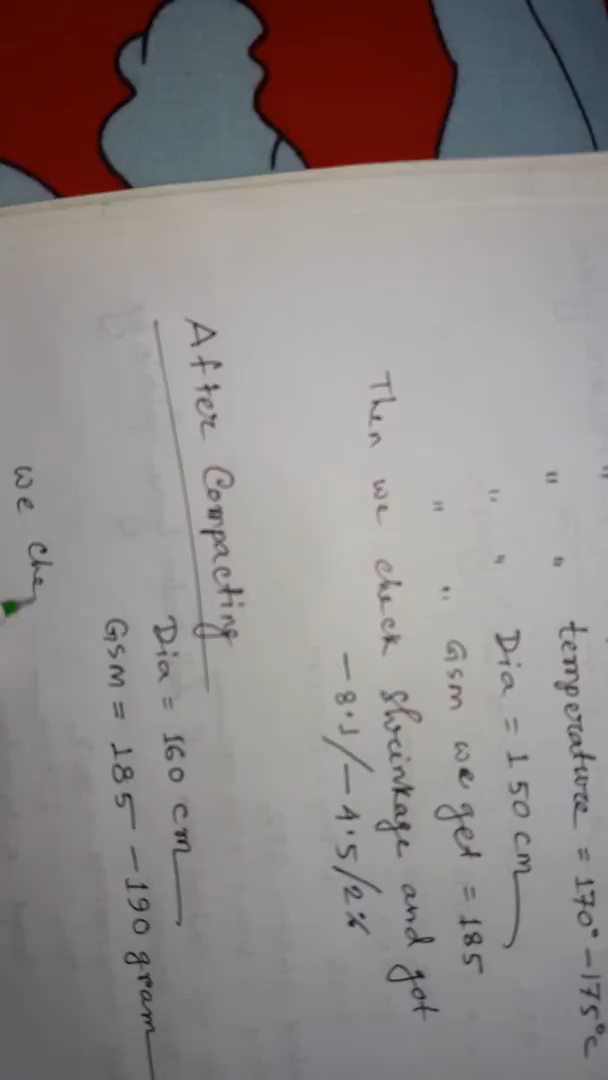 " " temperature = 170° - 175°c
" " Dia = 150 cm
" " Gsm we get = 185
Then we check shrinkage and got
- 8.1 / - 4.5 / 2%
After Compacting
Dia = 160 cm
Gsm = 185 - 190 gram
we che